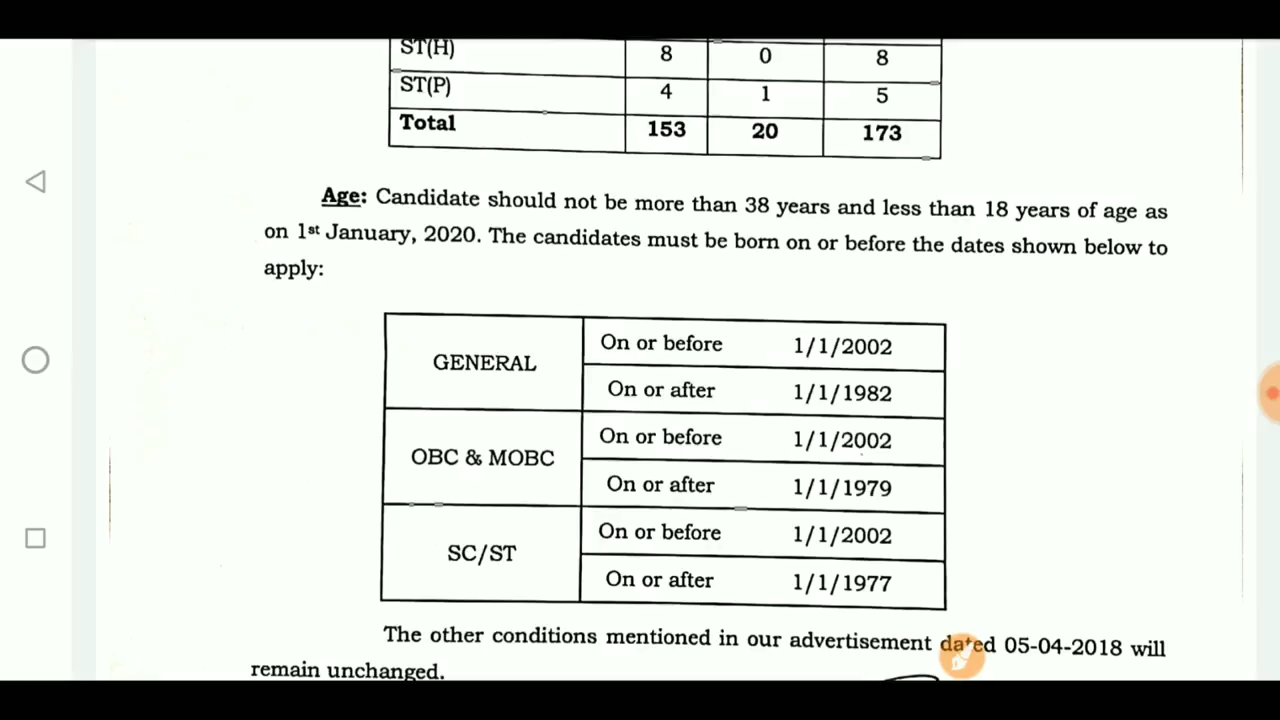 ST(H) 8 0 8
ST(P) 4 1 5
Total 153 20 173
Age: Candidate should not be more than 38 years and less than 18 years of age as
on 1st January, 2020. The candidates must be born on or before the dates shown below to
apply:
GENERAL
On or before 1/1/2002
On or after 1/1/1982
OBC & MOBC
On or before 1/1/2002
On or after 1/1/1979
SC/ST
On or before 1/1/2002
On or after 1/1/1977
The other conditions mentioned in our advertisement dated 05-04-2018 will
remain unchanged.